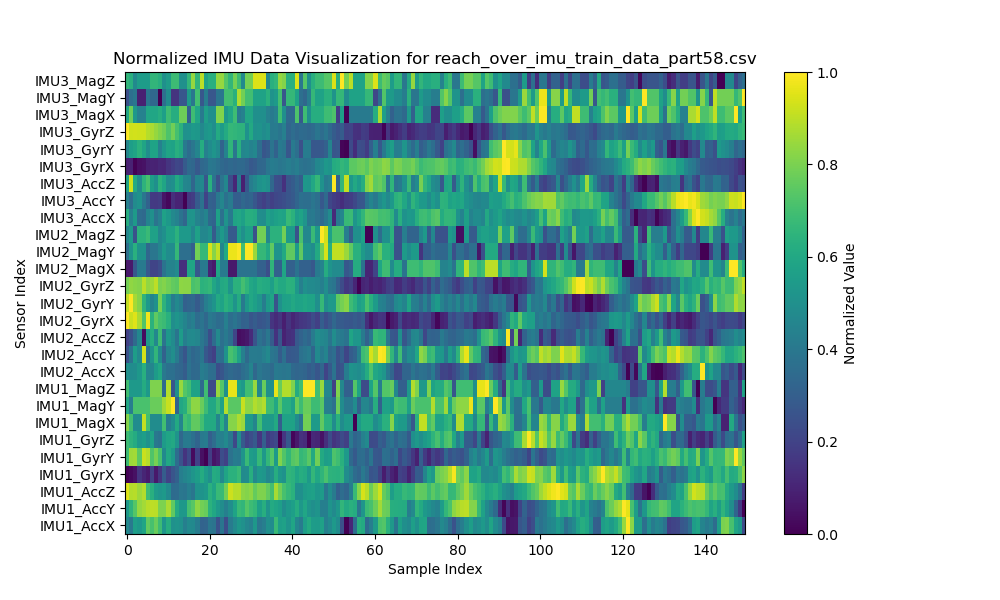 Normalized IMU Data Visualization for reach_over_imu_train_data_part58.csv
IMU3_MagZ
IMU3_MagY
IMU3_MagX
IMU3_GyrZ
IMU3_GyrY
IMU3_GyrX
IMU3_AccZ
IMU3_AccY
IMU3_AccX
IMU2_MagZ
IMU2_MagY
IMU2_MagX
IMU2_GyrZ
IMU2_GyrY
IMU2_GyrX
IMU2_AccZ
IMU2_AccY
IMU2_AccX
IMU1_MagZ
IMU1_MagY
IMU1_MagX
IMU1_GyrZ
IMU1_GyrY
IMU1_GyrX
IMU1_AccZ
IMU1_AccY
IMU1_AccX
Sensor Index
0 20 40 60 80 100 120 140
Sample Index
1.0
0.8
0.6
0.4
0.2
0.0
Normalized Value